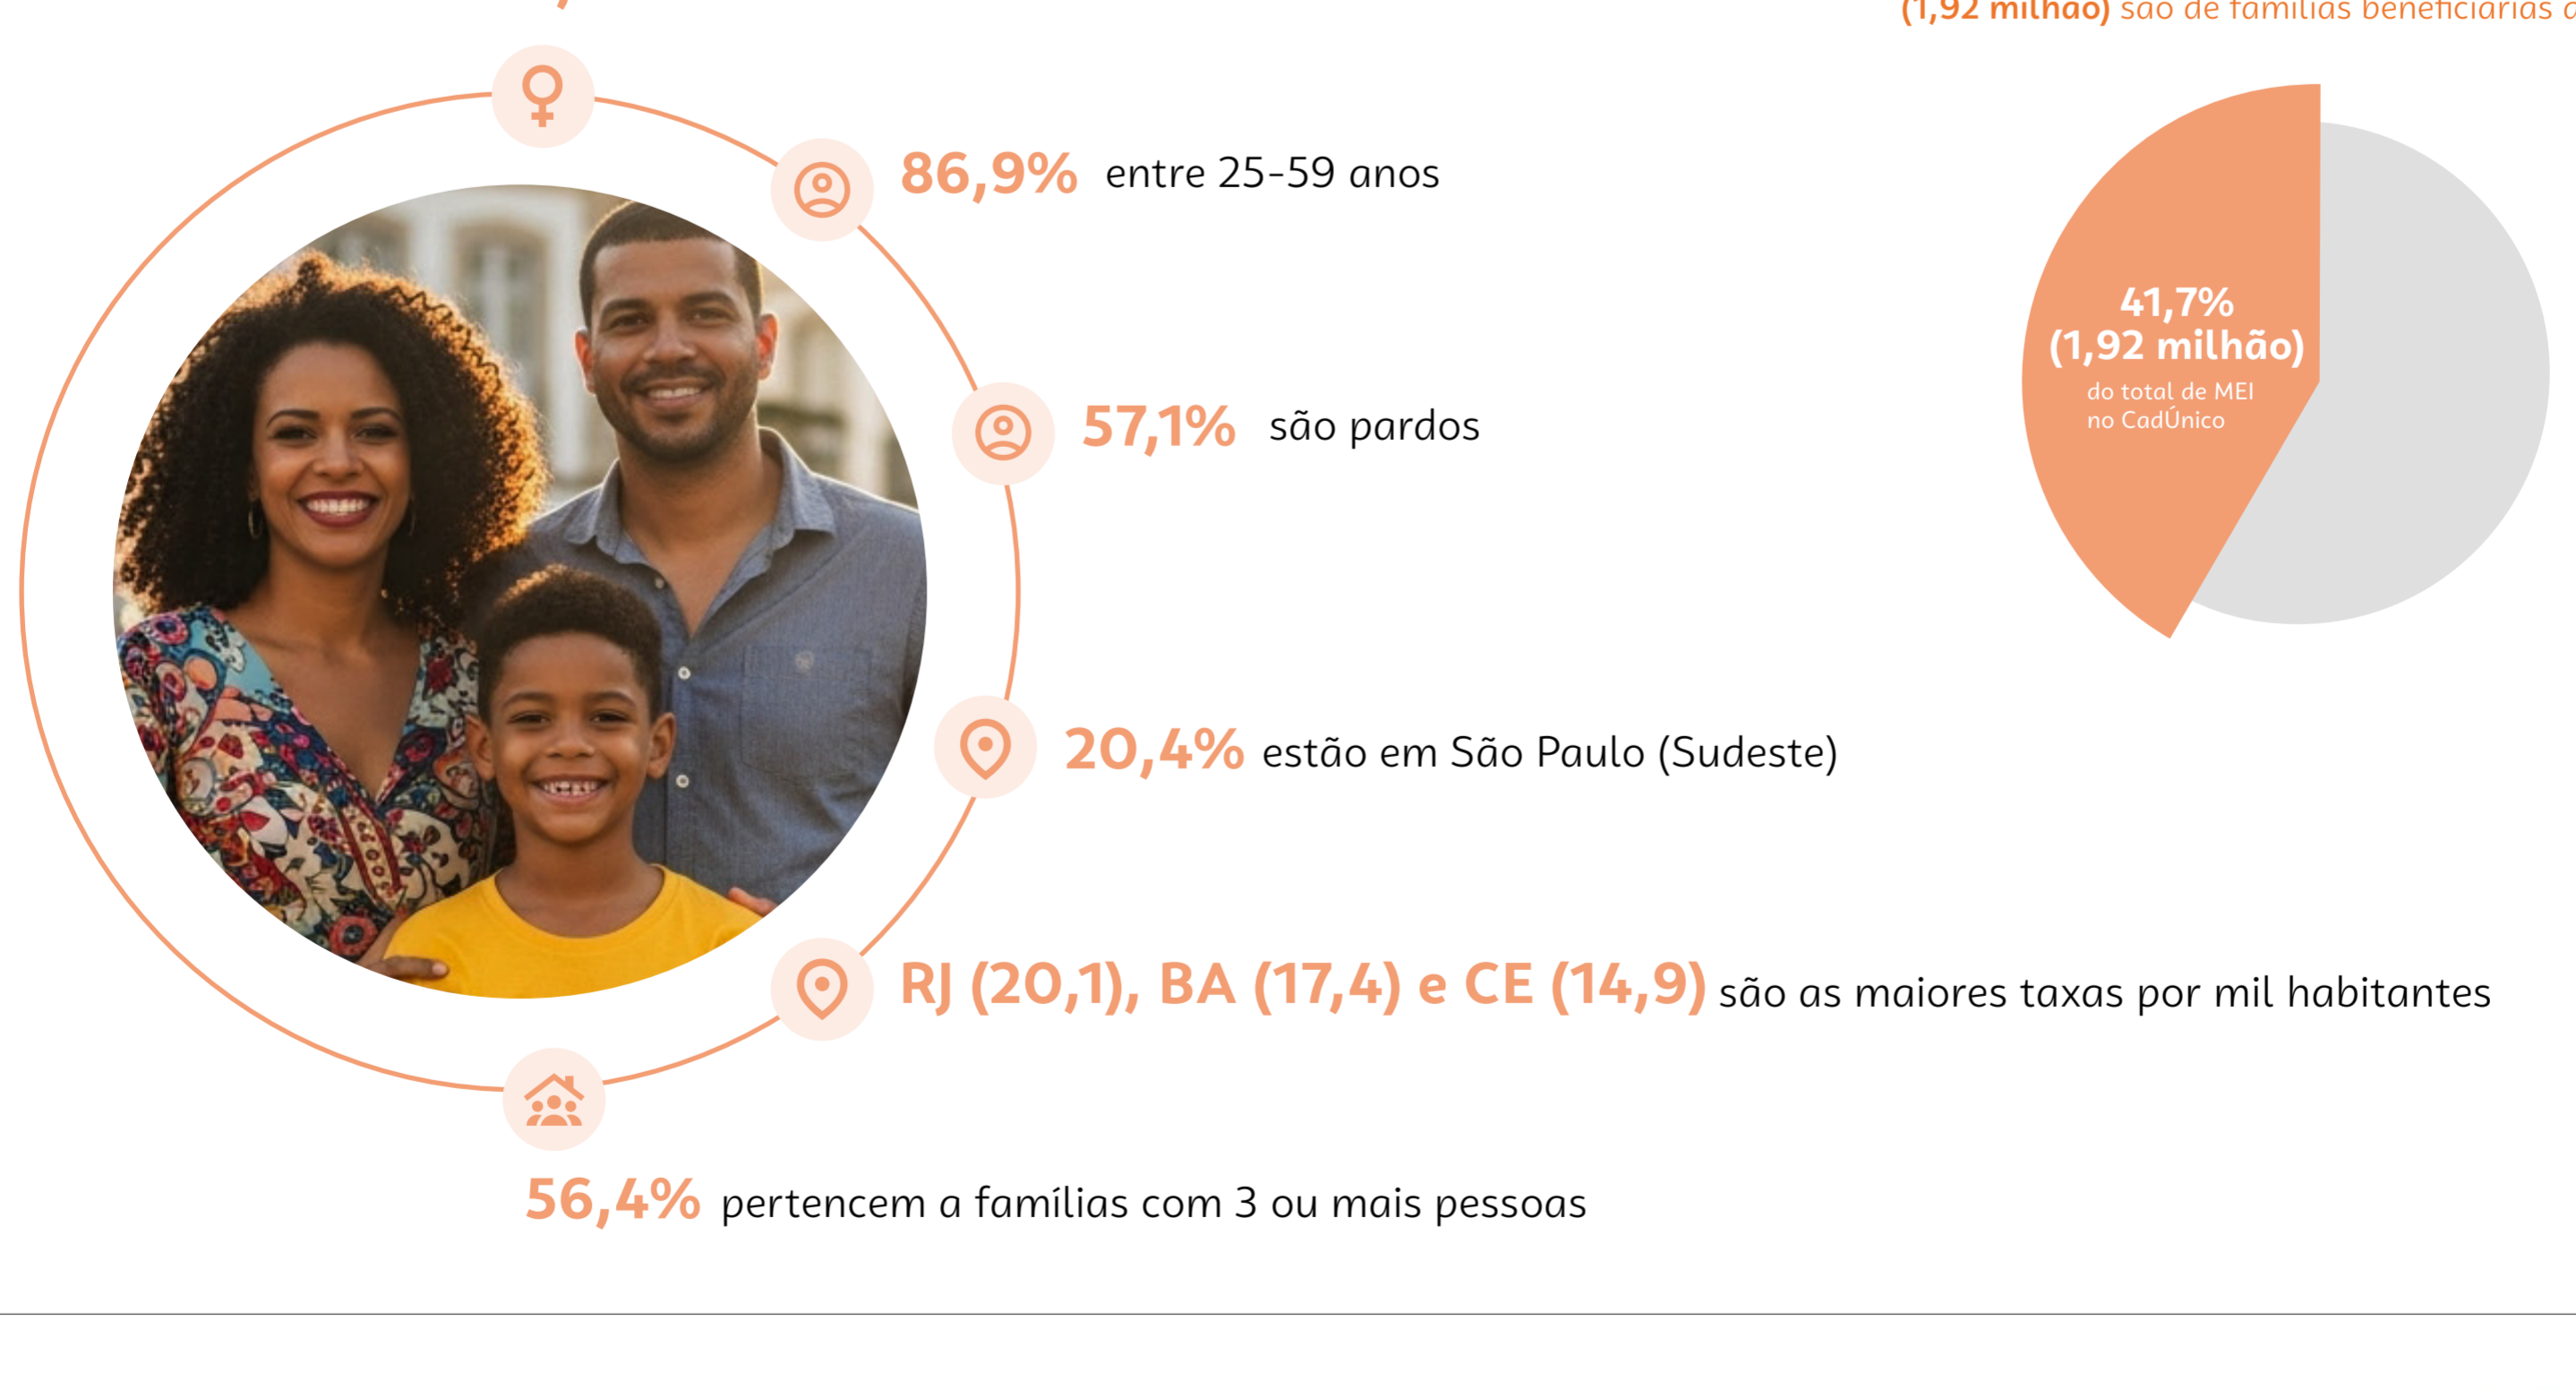 (1,92 milhão) são de famílias beneficiárias
86,9% entre 25-59 anos
57,1% são pardos
20,4% estão em São Paulo (Sudeste)
RJ (20,1), BA (17,4) e CE (14,9) são as maiores taxas por mil habitantes
56,4% pertencem a famílias com 3 ou mais pessoas
41,7%
(1,92 milhão)
do total de MEI
no CadÚnico